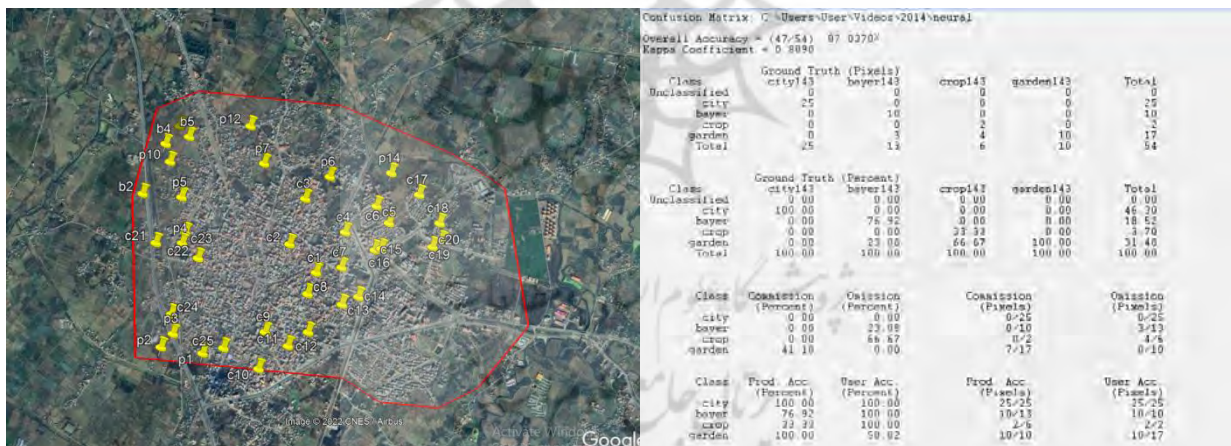 b4
b5
p12
p10
p7
p14
p6
b2
p5
c3
c17
c6
c5
c18
p4
c4
c21
c23
c2
c20
c22
c7
c15
c19
c1
c16
c8
c14
c24
c13
p3
c9
p2
c11
c12
c25
p1
c10
Image © 2022 CNES / Airbus
Activate Windo
Google
Confusion Matrix: C:\Users\User\Videos\2014\neural
Overall Accuracy = (47/54) 87.0370%
Kappa Coefficient = 0.8090
Ground Truth (Pixels)
Class city143 bayer143 crop143 garden143 Total
Unclassified 0 0 0 0 0
city 25 0 0 0 25
bayer 0 10 0 0 10
crop 0 0 2 0 2
garden 0 3 4 10 17
Total 25 13 6 10 54
Ground Truth (Percent)
Class city143 bayer143 crop143 garden143 Total
Unclassified 0.00 0.00 0.00 0.00 0.00
city 100.00 0.00 0.00 0.00 46.30
bayer 0.00 76.92 0.00 0.00 18.52
crop 0.00 0.00 33.33 0.00 3.70
garden 0.00 23.08 66.67 100.00 31.48
Total 100.00 100.00 100.00 100.00 100.00
Class Commission Omission Commission Omission
(Percent) (Percent) (Pixels) (Pixels)
city 0.00 0.00 0/25 0/25
bayer 0.00 23.08 0/10 3/13
crop 0.00 66.67 0/2 4/6
garden 41.18 0.00 7/17 0/10
Class Prod. Acc. User Acc. Prod. Acc. User Acc.
(Percent) (Percent) (Pixels) (Pixels)
city 100.00 100.00 25/25 25/25
bayer 76.92 100.00 10/13 10/10
crop 33.33 100.00 2/6 2/2
garden 100.00 58.82 10/10 10/17